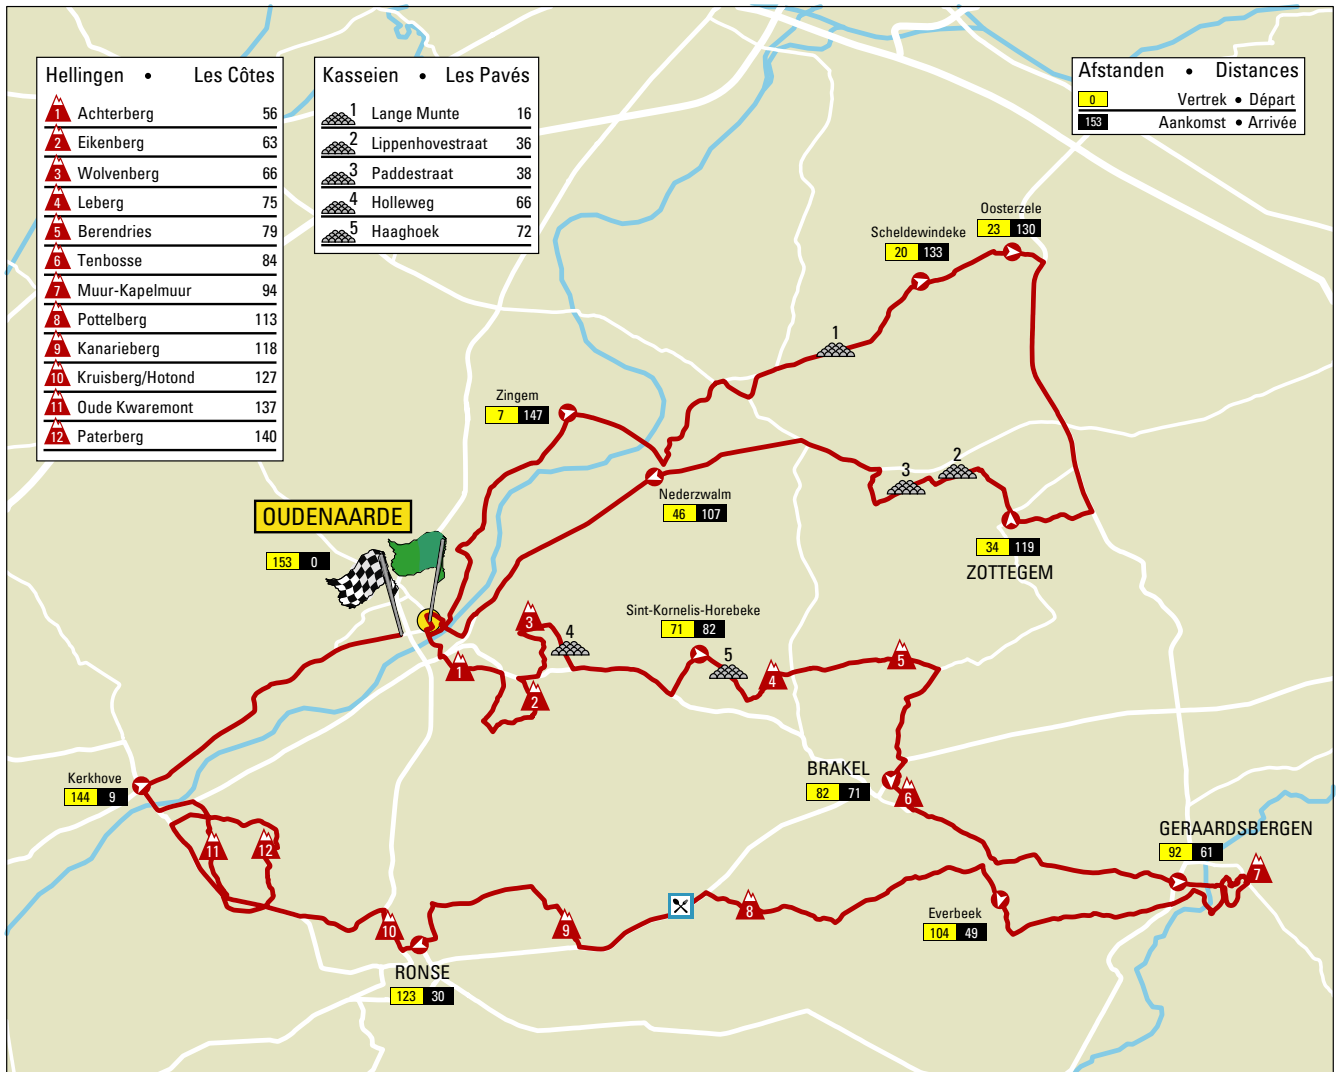 Hellingen • Les Côtes
1 Achterberg 56
2 Eikenberg 63
3 Wolvenberg 66
4 Leberg 75
5 Berendries 79
6 Tenbosse 84
7 Muur-Kapelmuur 94
8 Pottelberg 113
9 Kanarieberg 118
10 Kruisberg/Hotond 127
11 Oude Kwaremont 137
12 Paterberg 140
Kasseien • Les Pavés
1 Lange Munte 16
2 Lippenhovestraat 36
3 Paddestraat 38
4 Holleweg 66
5 Haaghoek 72
Afstanden • Distances
0 Vertrek • Départ
153 Aankomst • Arrivée
Oosterzele
23 130
Scheldewindeke
20 133
1
Zingem
7 147
2
3
Nederzwalm
46 107
OUDENAARDE
153 0
34 119
ZOTTEGEM
Sint-Kornelis-Horebeke
71 82
3
4
5
5
1
4
2
BRAKEL
82 71
6
Kerkhove
144 9
GERAARDSBERGEN
92 61
7
11
12
8
Everbeek
104 49
10
9
RONSE
123 30